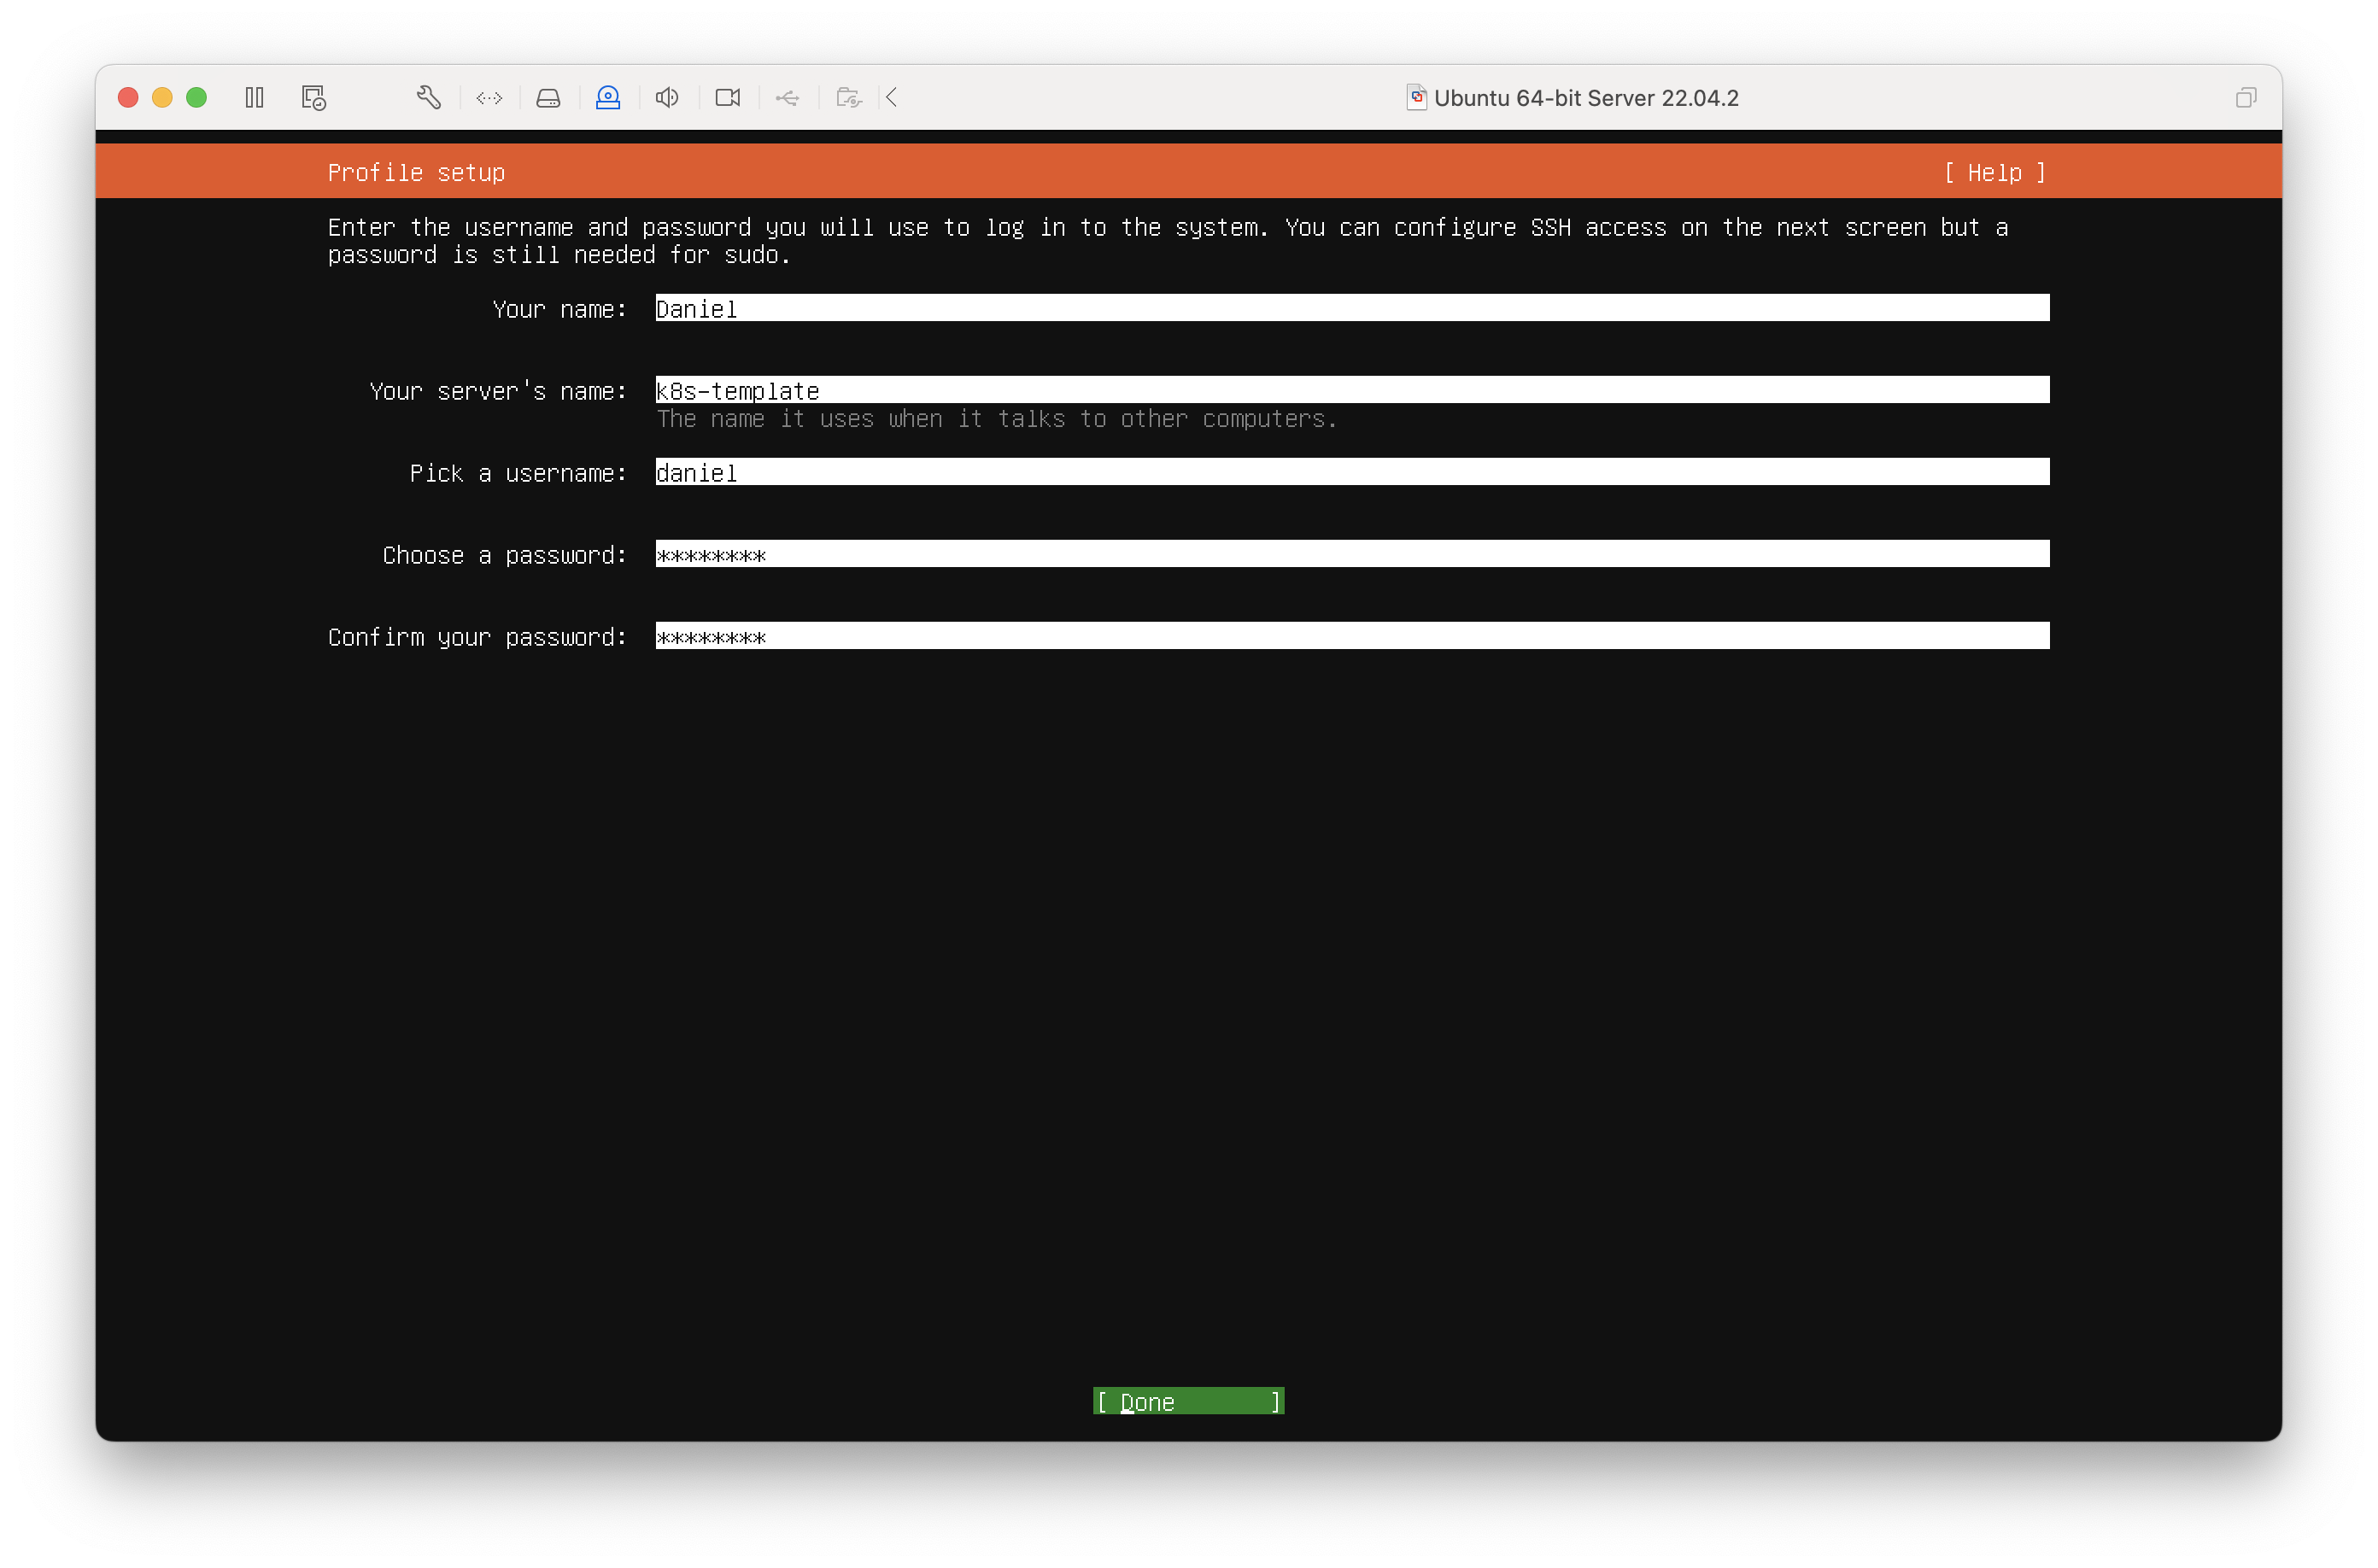 Ubuntu 64-bit Server 22.04.2
Profile setup [ Help ]
Enter the username and password you will use to log in to the system. You can configure SSH access on the next screen but a
password is still needed for sudo.
Your name: Daniel
Your server's name: k8s-template
The name it uses when it talks to other computers.
Pick a username: daniel
Choose a password: ********
Confirm your password: ********
[ Done ]